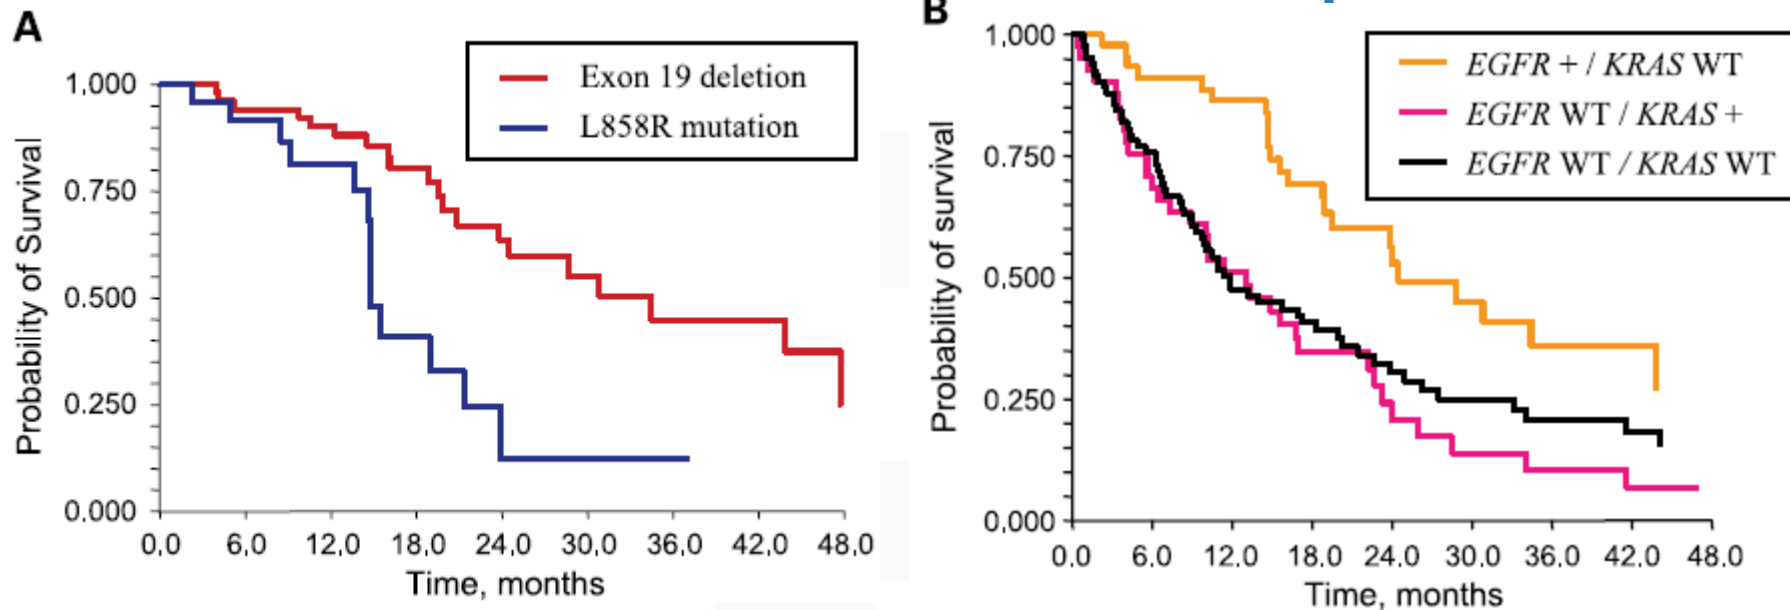 A
Exon 19 deletion
L858R mutation
Probability of Survival
1,000
0.750
0.500
0.250
0.000
0.0 6.0 12.0 18.0 24.0 30.0 36.0 42.0 48.0
Time, months
B
EGFR + / KRAS WT
EGFR WT / KRAS +
EGFR WT / KRAS WT
Probability of survival
1,000
0.750
0.500
0.250
0.000
0.0 6.0 12.0 18.0 24.0 30.0 36.0 42.0 48.0
Time, months